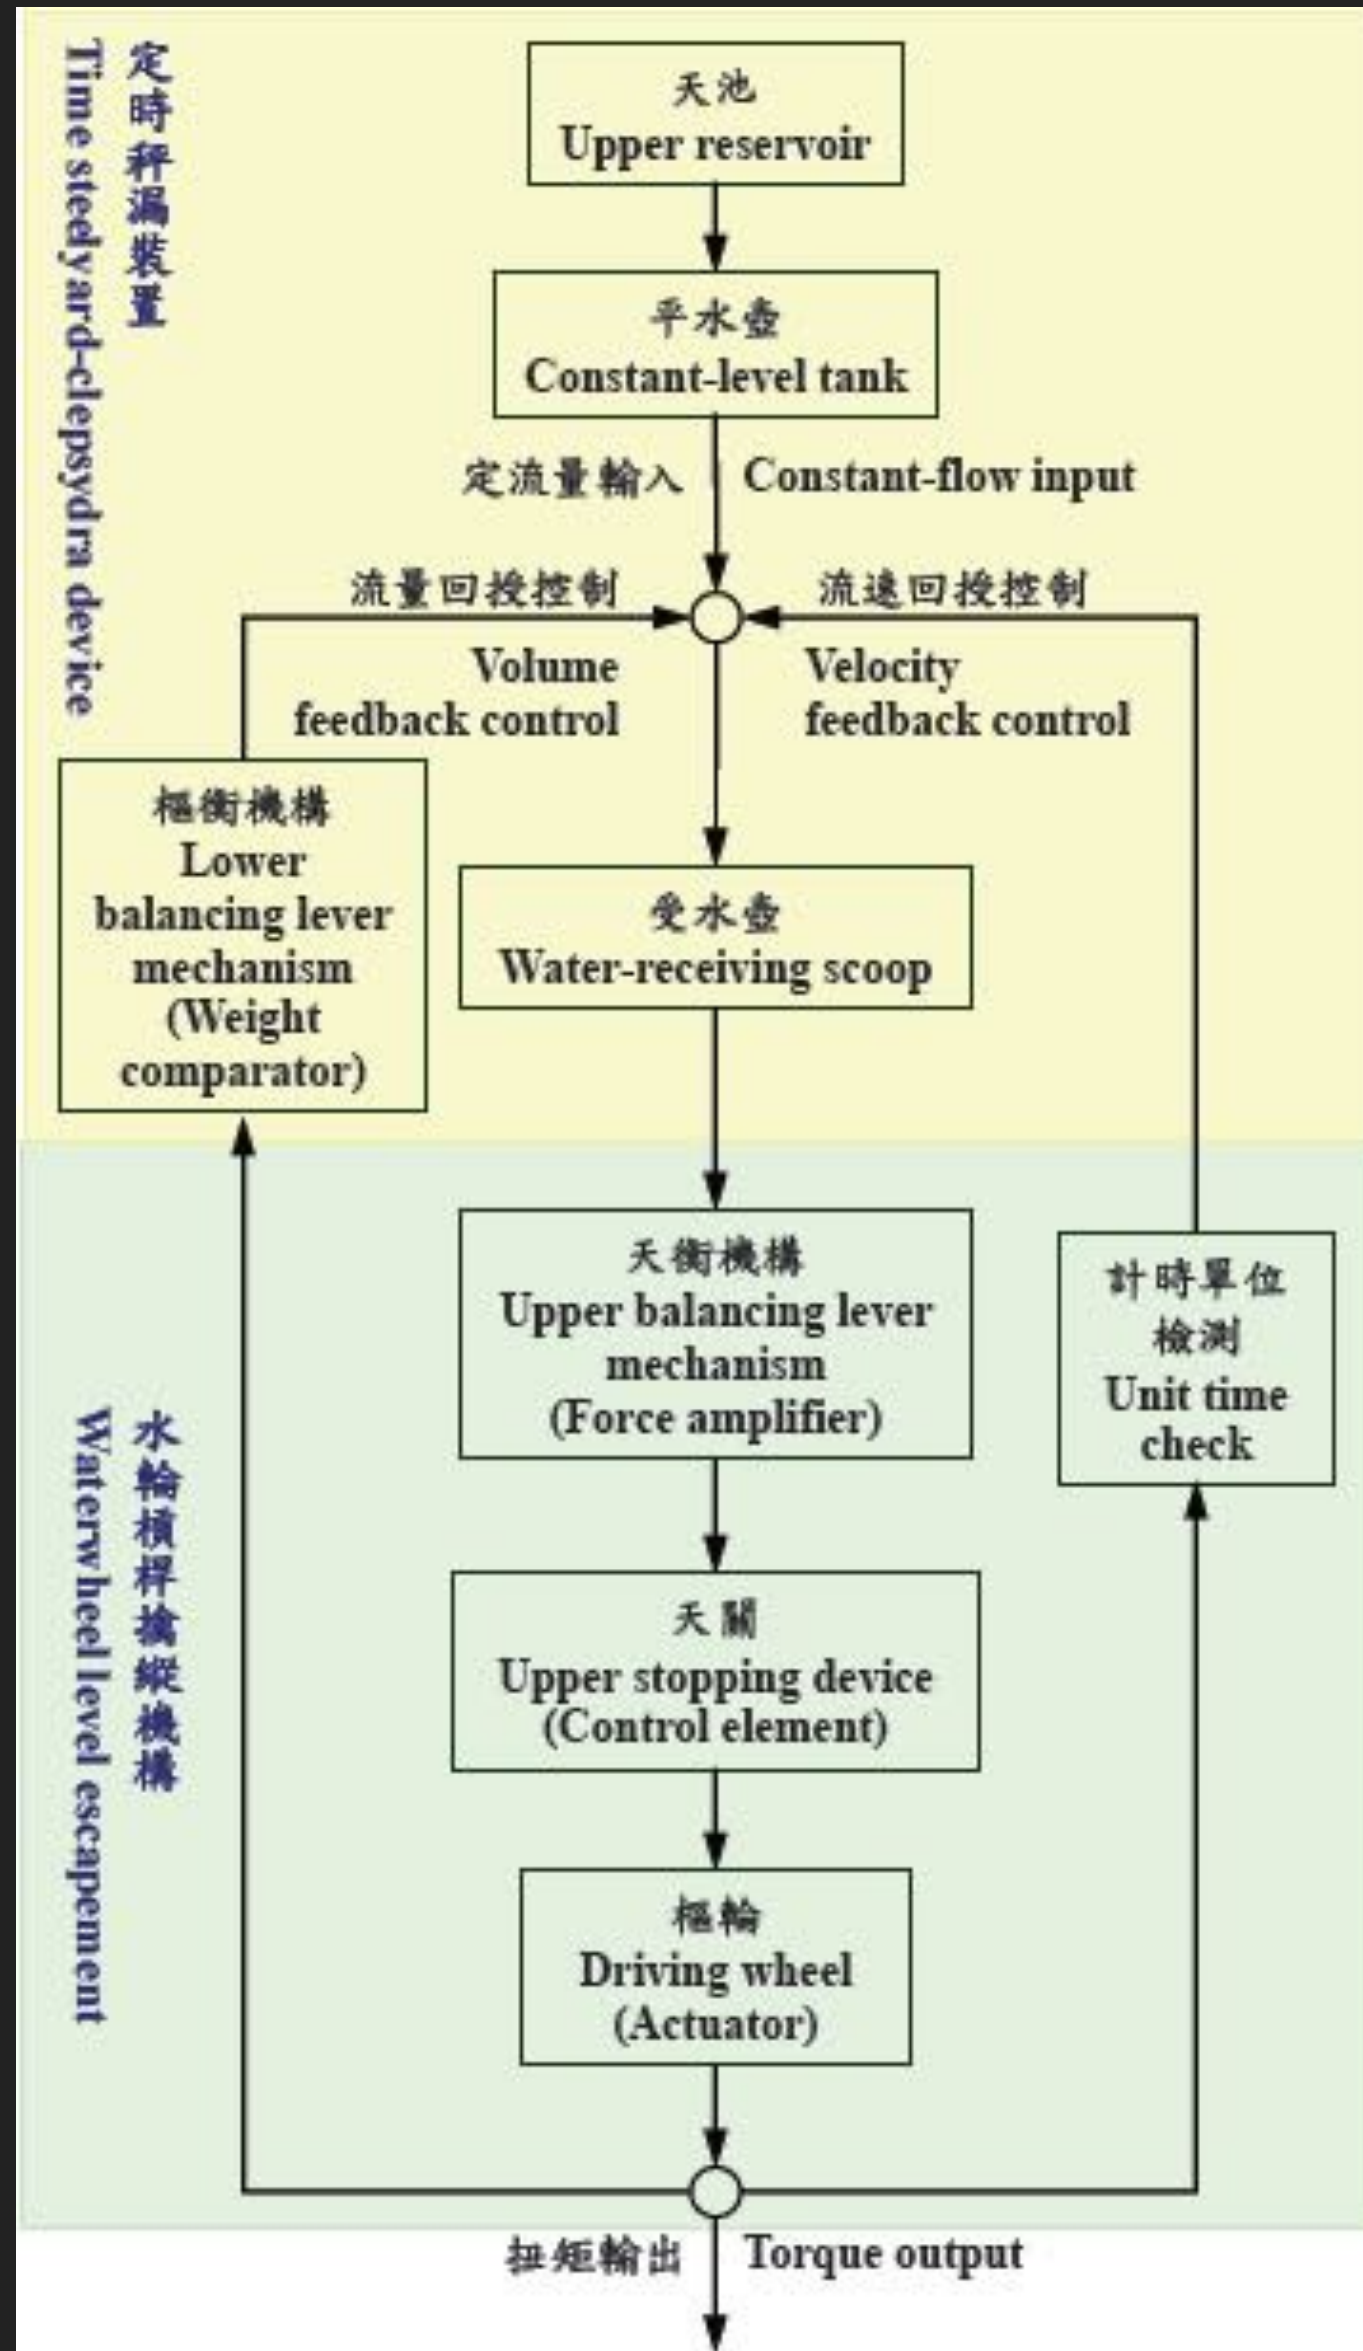 定時秤漏裝置
Time steelyard-clepsydra device
天池
Upper reservoir
平水壺
Constant-level tank
定流量輸入
Constant-flow input
流量回授控制
Volume
feedback control
流速回授控制
Velocity
feedback control
樞衡機構
Lower
balancing lever
mechanism
(Weight
comparator)
受水壺
Water-receiving scoop
水輪槓桿擒縱機構
Waterwheel level escapement
天衡機構
Upper balancing lever
mechanism
(Force amplifier)
計時單位
檢測
Unit time
check
天關
Upper stopping device
(Control element)
樞輪
Driving wheel
(Actuator)
扭矩輸出
Torque output